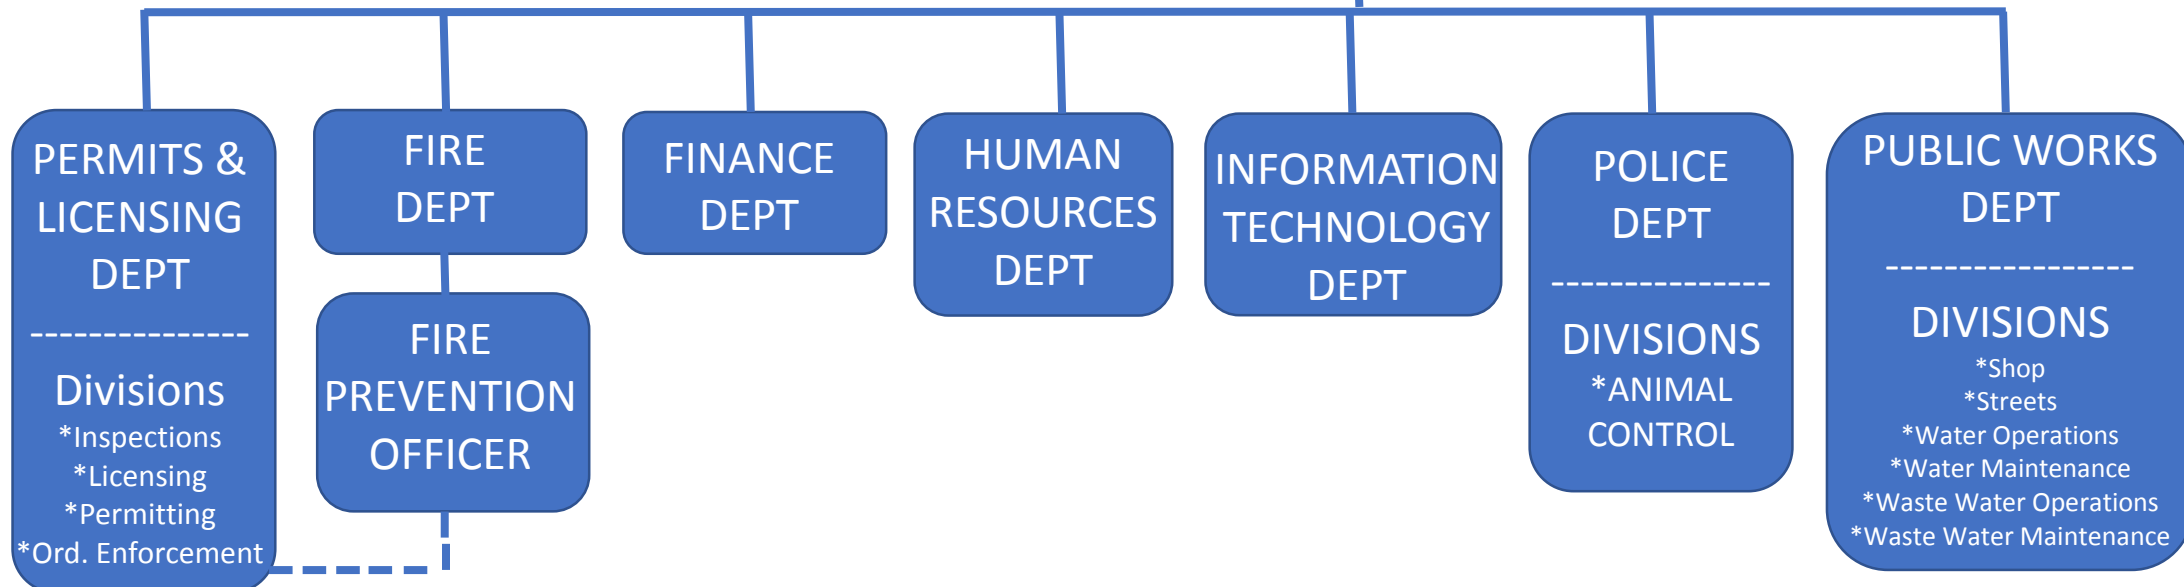 PERMITS &
LICENSING
DEPT
---------------
Divisions
*Inspections
*Licensing
*Permitting
*Ord. Enforcement
FIRE
DEPT
FIRE
PREVENTION
OFFICER
FINANCE
DEPT
HUMAN
RESOURCES
DEPT
INFORMATION
TECHNOLOGY
DEPT
POLICE
DEPT
---------------
DIVISIONS
*ANIMAL
CONTROL
PUBLIC WORKS
DEPT
-----------------
DIVISIONS
*Shop
*Streets
*Water Operations
*Water Maintenance
*Waste Water Operations
*Waste Water Maintenance